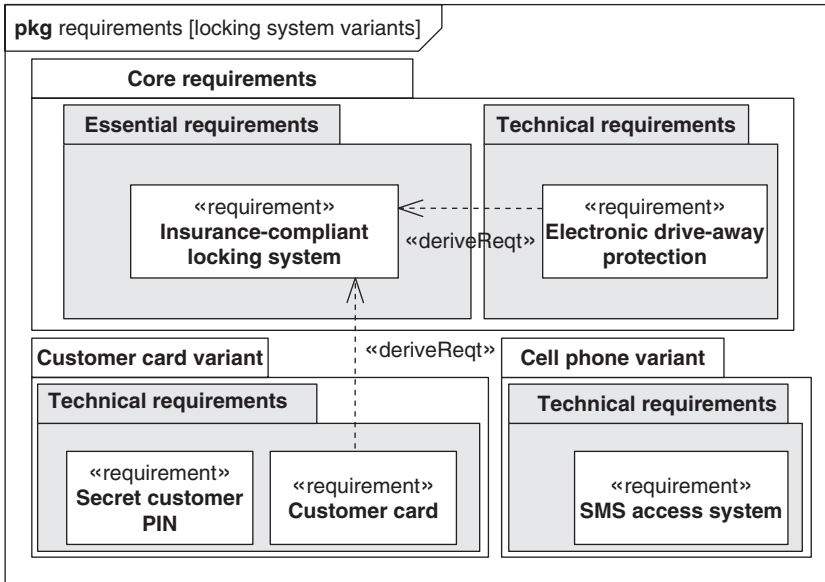 pkg requirements [locking system variants]
Core requirements
Essential requirements
Technical requirements
«requirement»
Insurance-compliant
locking system
«deriveReqt»
«requirement»
Electronic drive-away
protection
«deriveReqt»
Customer card variant
Technical requirements
«requirement»
Secret customer
PIN
«requirement»
Customer card
Cell phone variant
Technical requirements
«requirement»
SMS access system